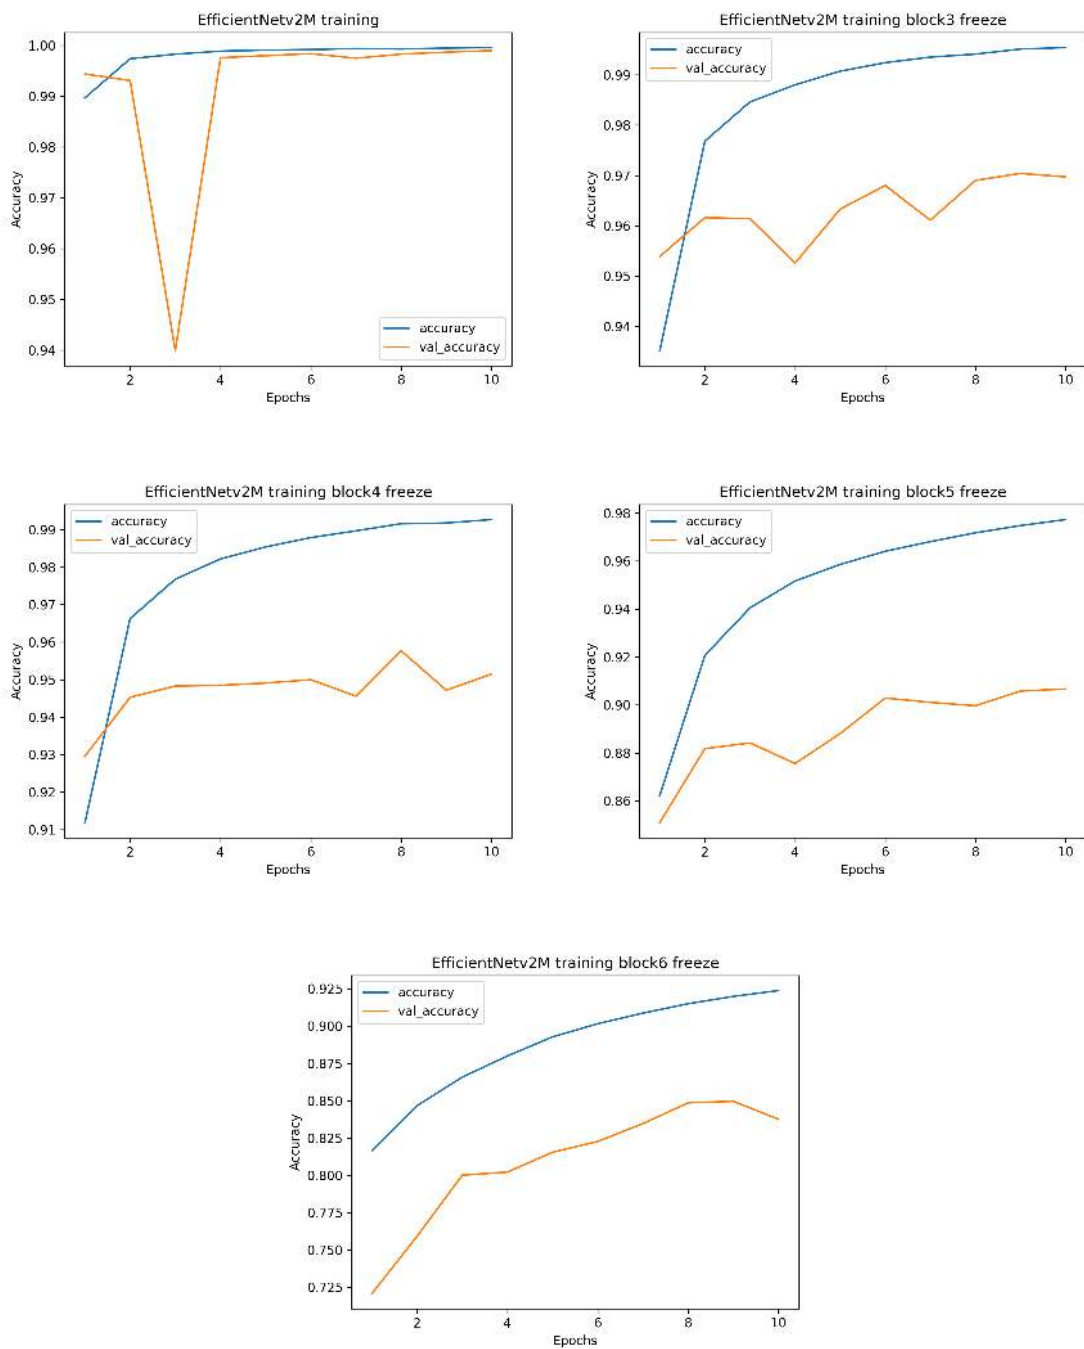 EfficientNetv2M training
1.00
0.99
0.98
0.97
0.96
0.95
0.94
Accuracy
accuracy
val_accuracy
2
4
6
8
10
Epochs
EfficientNetv2M training block3 freeze
accuracy
val_accuracy
0.99
0.98
0.97
0.96
0.95
0.94
Accuracy
2
4
6
8
10
Epochs
EfficientNetv2M training block4 freeze
accuracy
val_accuracy
0.99
0.98
0.97
0.96
0.95
0.94
0.93
0.92
0.91
Accuracy
2
4
6
8
10
Epochs
EfficientNetv2M training block5 freeze
accuracy
val_accuracy
0.98
0.96
0.94
0.92
0.90
0.88
0.86
Accuracy
2
4
6
8
10
Epochs
EfficientNetv2M training block6 freeze
accuracy
val_accuracy
0.925
0.900
0.875
0.850
0.825
0.800
0.775
0.750
0.725
Accuracy
2
4
6
8
10
Epochs